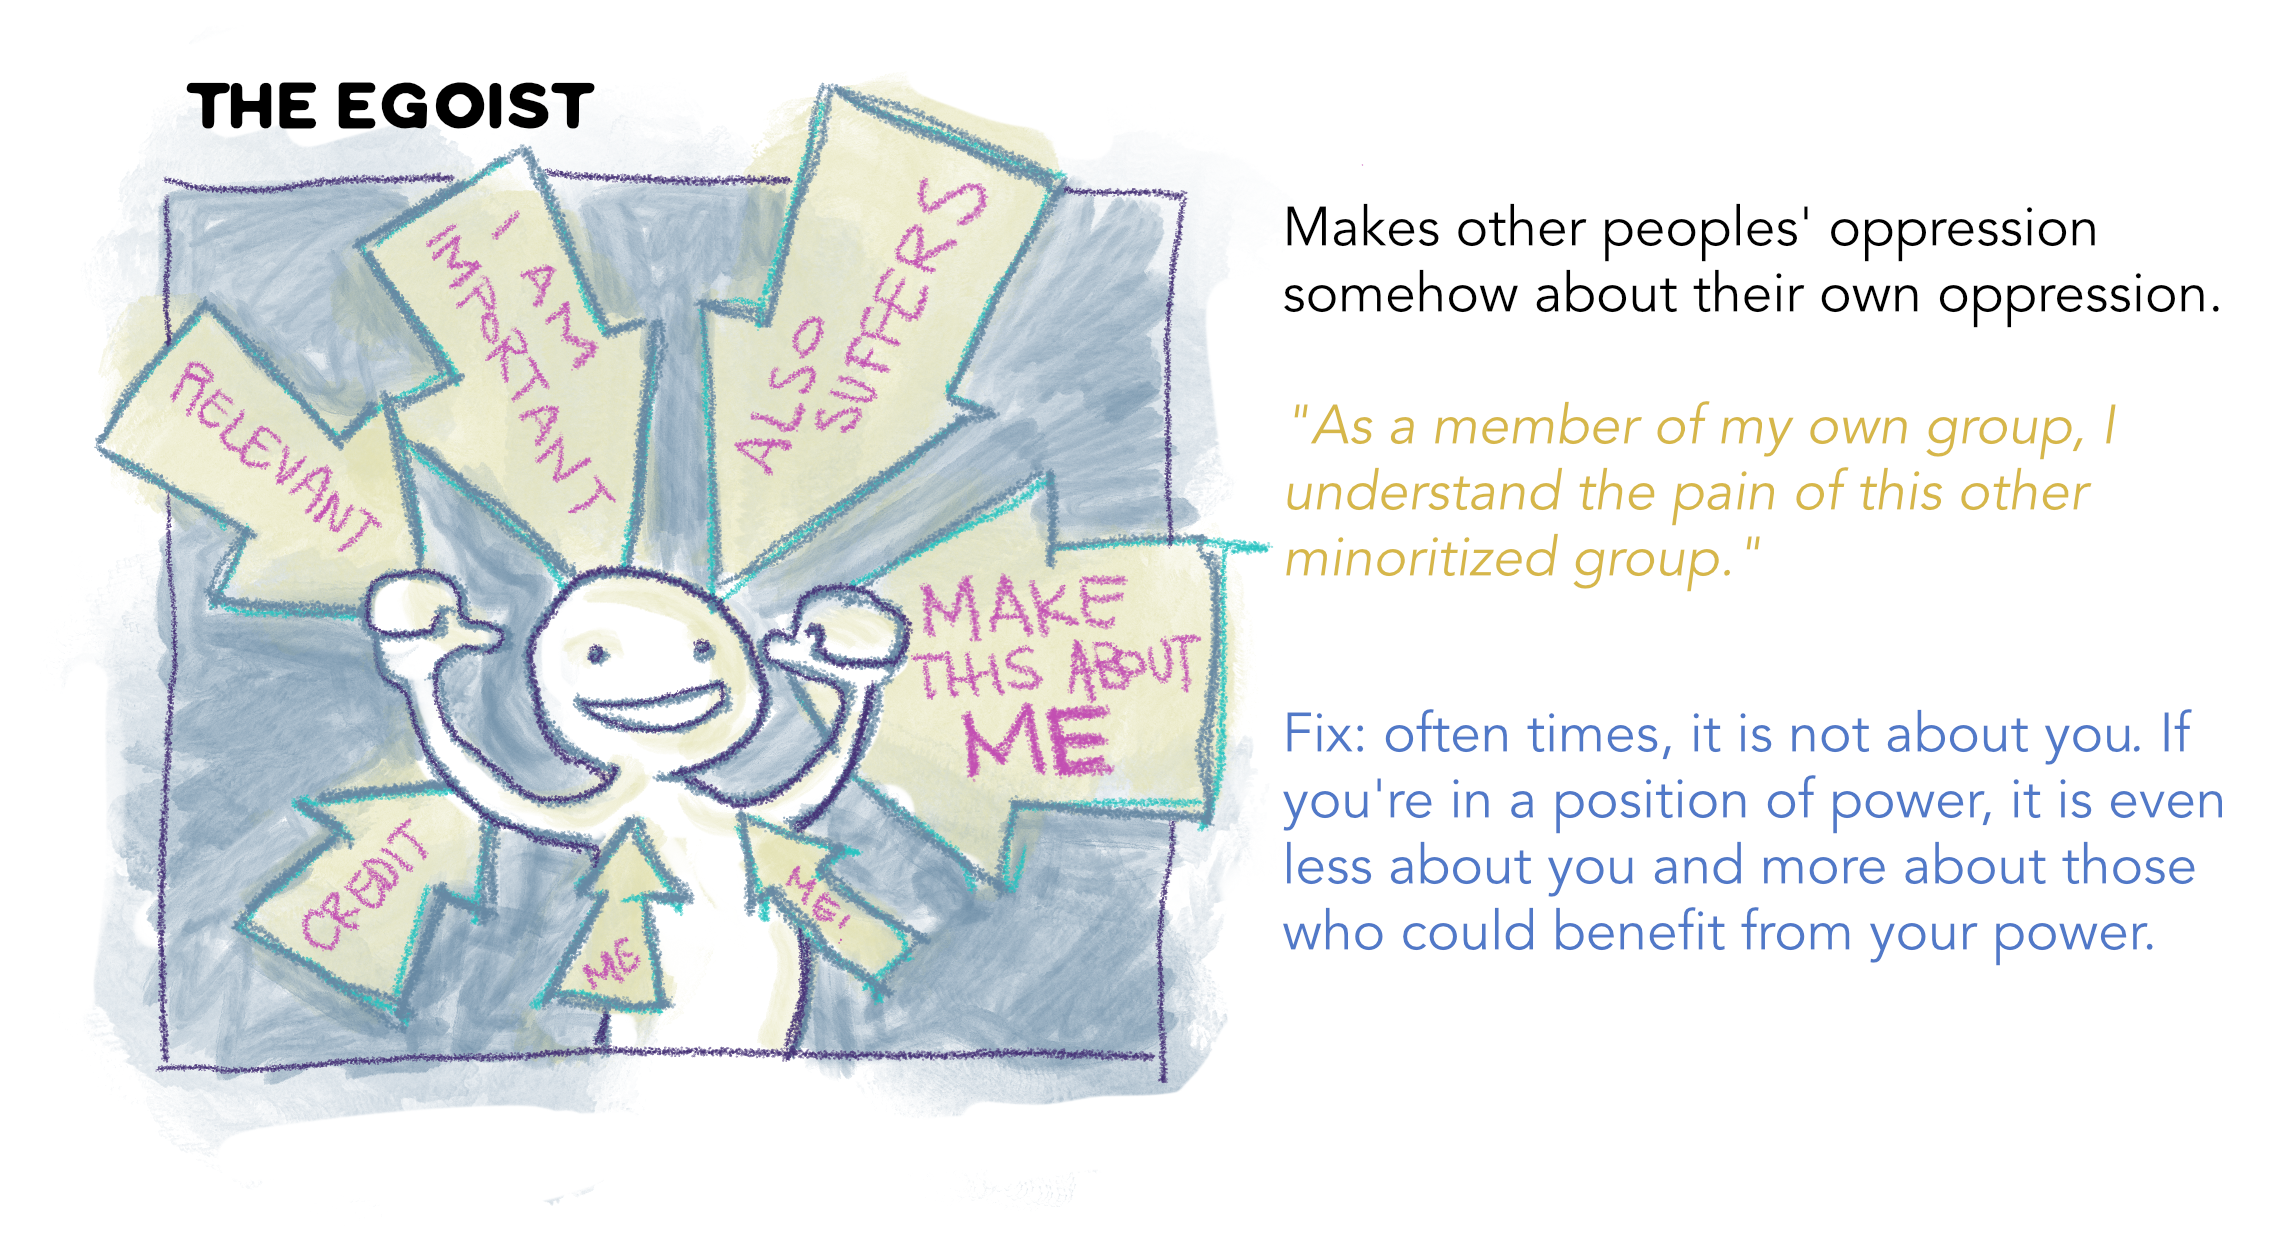 THE EGOIST
RELEVANT
I AM
IMPORTANT
ALSO
SUFFERS
MAKE
THIS ABOUT
ME
CREDIT
ME
ME!
Makes other peoples' oppression
somehow about their own oppression.
"As a member of my own group, I
understand the pain of this other
minoritized group."
Fix: often times, it is not about you. If
you're in a position of power, it is even
less about you and more about those
who could benefit from your power.